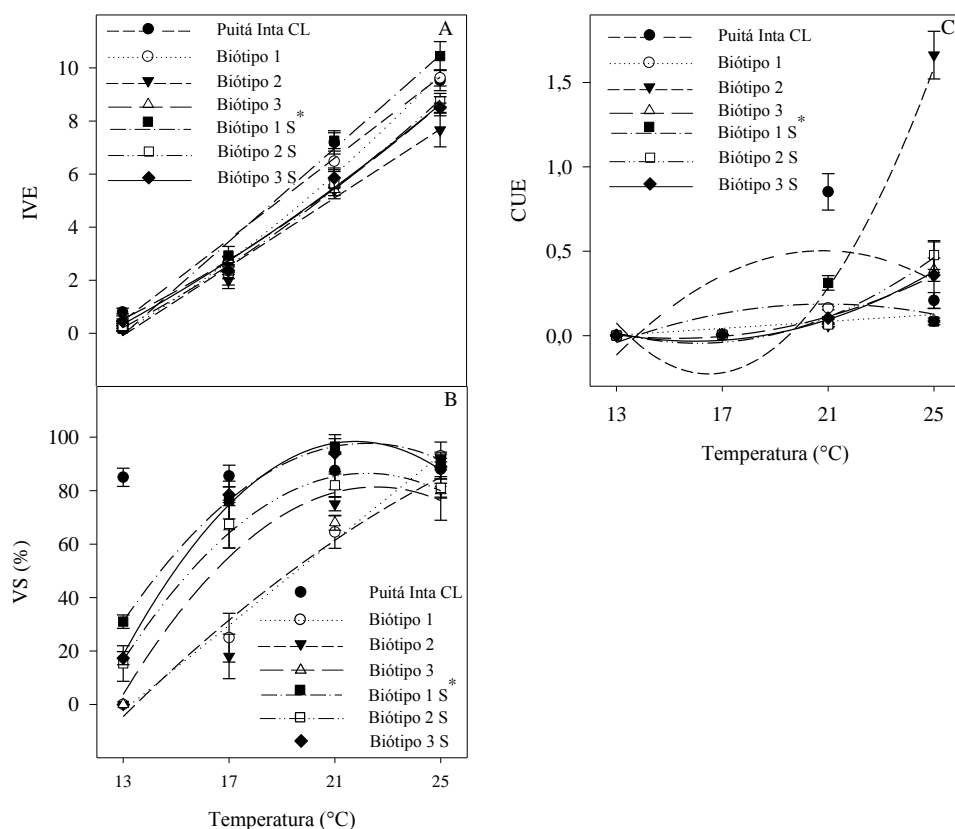 A
Puitá Inta CL
Biótipo 1
Biótipo 2
Biótipo 3
Biótipo 1 S*
Biótipo 2 S
Biótipo 3 S
10
8
6
4
2
0
IVE
B
100
80
60
40
20
0
VS (%)
Puitá Inta CL
Biótipo 1
Biótipo 2
Biótipo 3
Biótipo 1 S*
Biótipo 2 S
Biótipo 3 S
13
17
21
25
Temperatura (°C)
C
Puitá Inta CL
Biótipo 1
Biótipo 2
Biótipo 3
Biótipo 1 S*
Biótipo 2 S
Biótipo 3 S
1.5
1.0
0.5
0,0
CUE
13
17
21
25
Temperatura (°C)